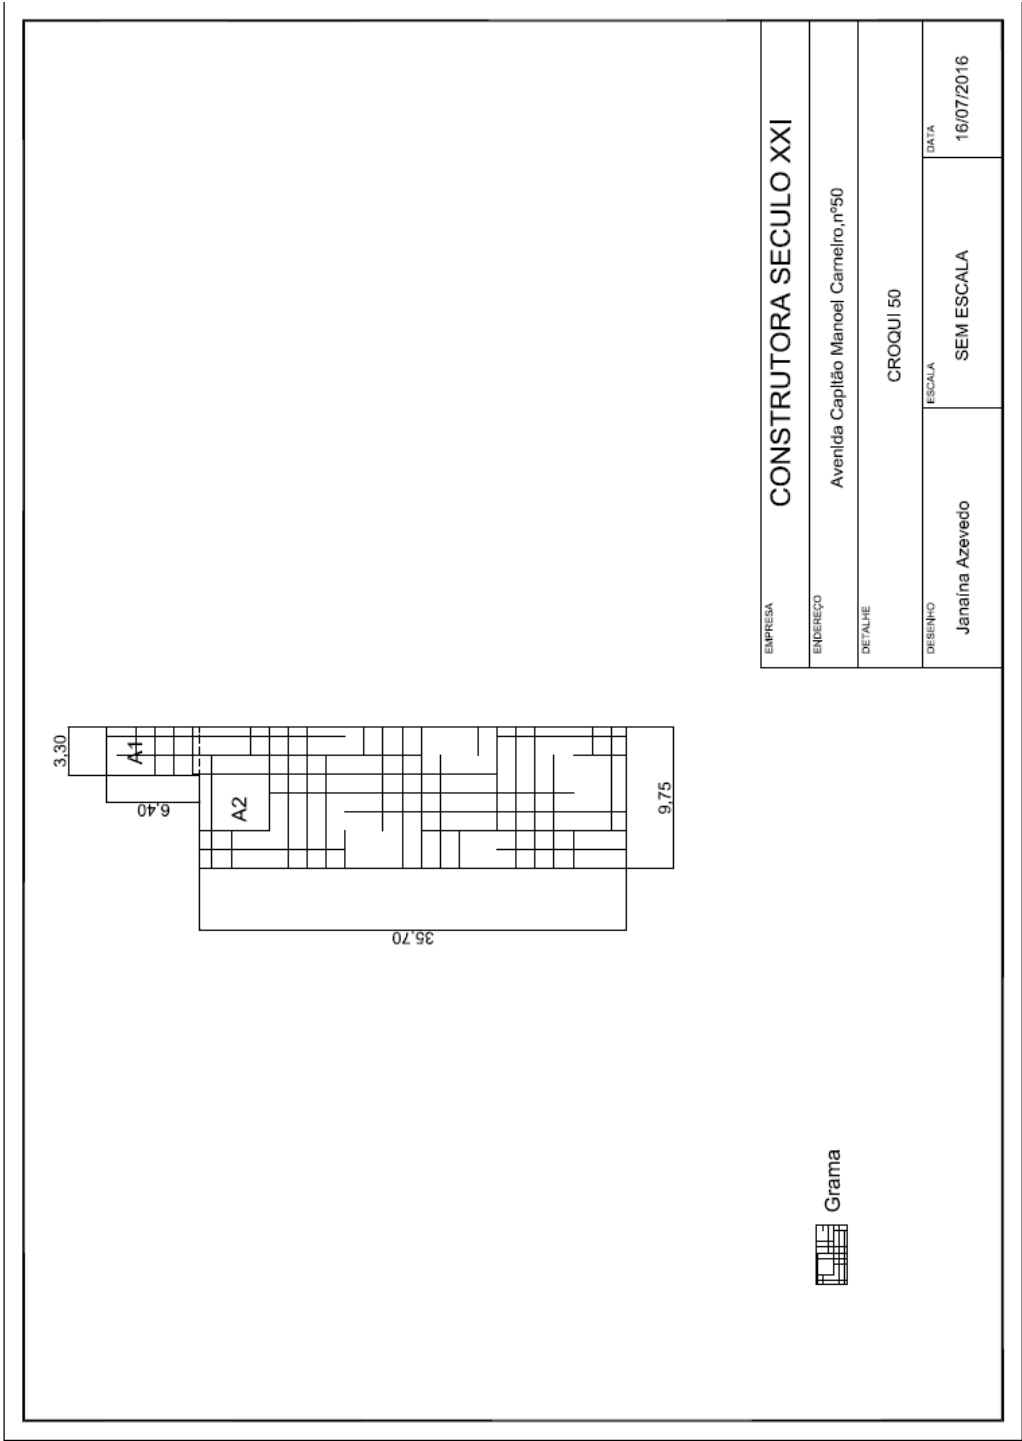 3,30
A1
6,40
A2
9,75
35,70
Grama
EMPRESA
CONSTRUTORA SECULO XXI
ENDEREÇO
Avenida Capitão Manoel Carneiro,nº50
DETALHE
CROQUI 50
DESENHO
Janaína Azevedo
ESCALA
SEM ESCALA
DATA
16/07/2016